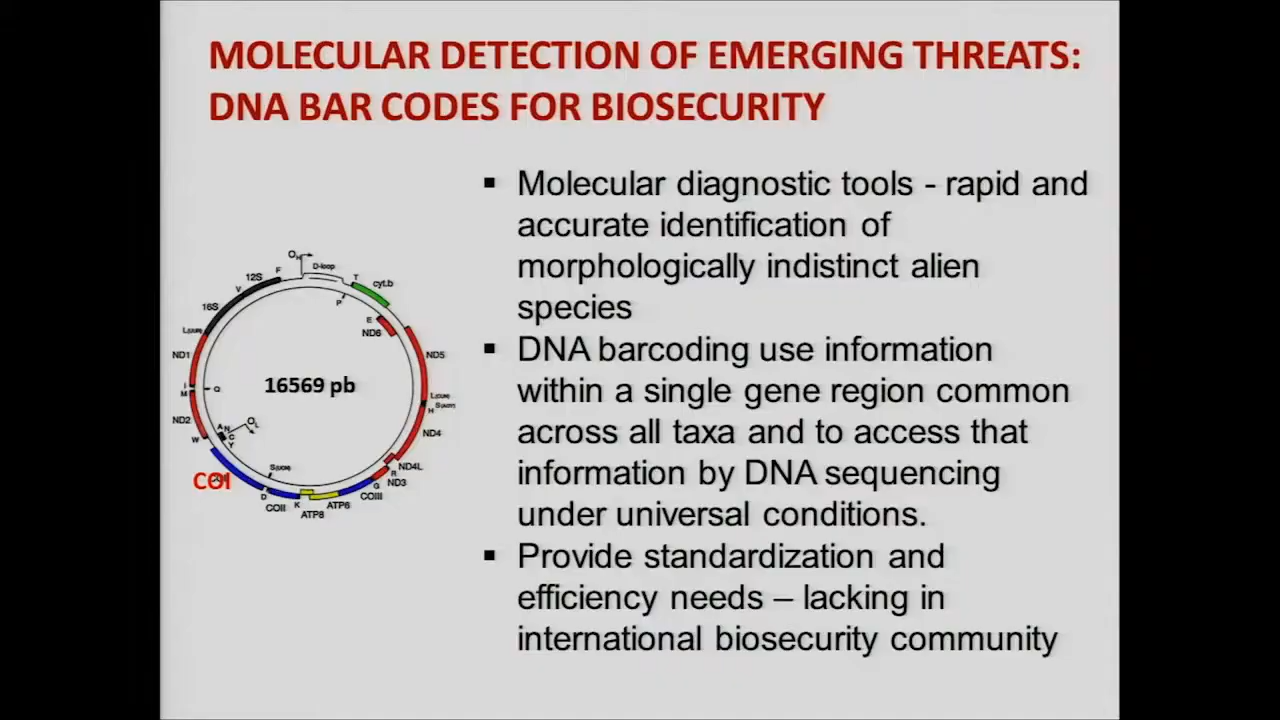 MOLECULAR DETECTION OF EMERGING THREATS:
DNA BAR CODES FOR BIOSECURITY
▪ Molecular diagnostic tools - rapid and
accurate identification of
morphologically indistinct alien
species
▪ DNA barcoding use information
within a single gene region common
across all taxa and to access that
information by DNA sequencing
under universal conditions.
▪ Provide standardization and
efficiency needs – lacking in
international biosecurity community
OH
D-loop
F
T
12S
cyt.b
V
P
16S
E
ND6
ND1
ND5
I
Q
16569 pb
M
H
ND2
A N
OL
C
ND4
W
Y
S(UCN)
ND4L
COI
R
ND3
G
D
COIII
COII
K
ATP6
ATP8